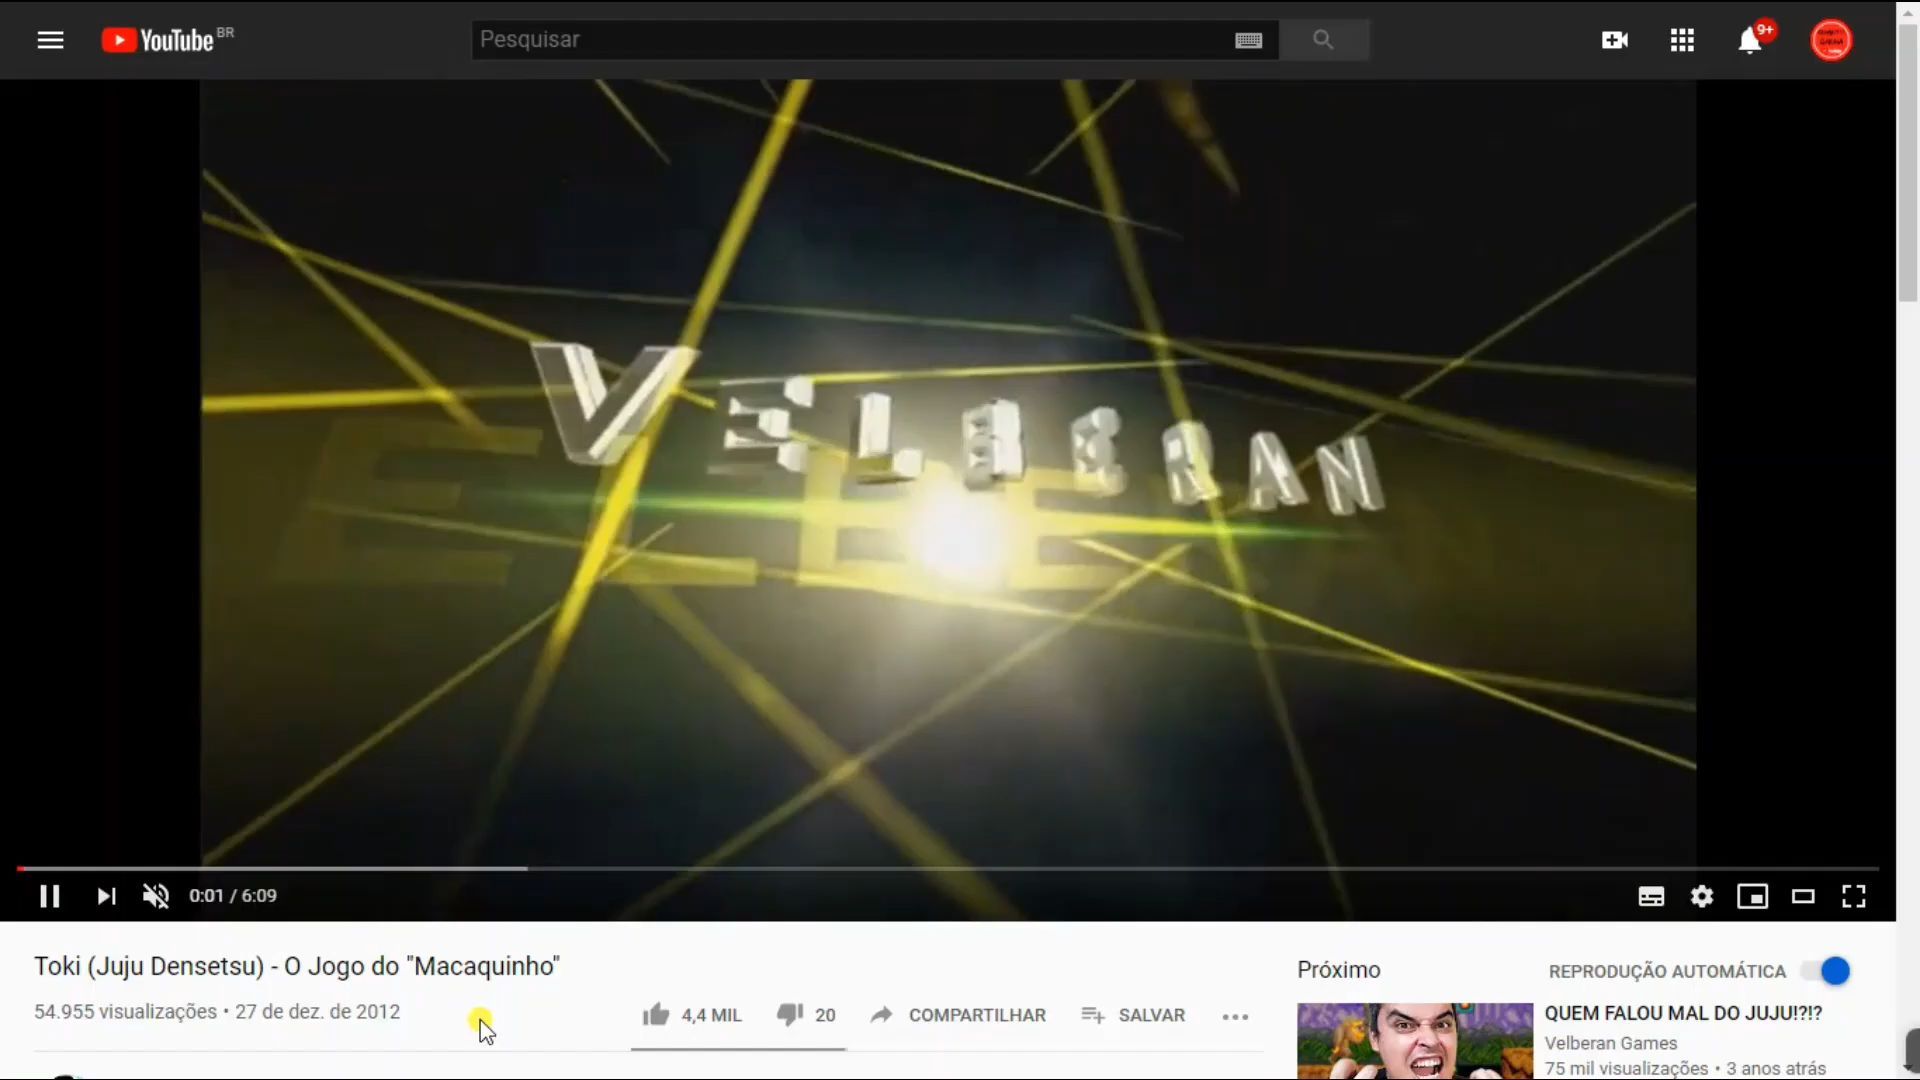 YouTube BR
Pesquisar
9+
VELBERAN
0:01 / 6:09
Toki (Juju Densetsu) - O Jogo do "Macaquinho"
54.955 visualizações • 27 de dez. de 2012
4,4 MIL
20
COMPARTILHAR
SALVAR
Próximo
REPRODUÇÃO AUTOMÁTICA
QUEM FALOU MAL DO JUJU!?!?
Velberan Games
75 mil visualizações • 3 anos atrás